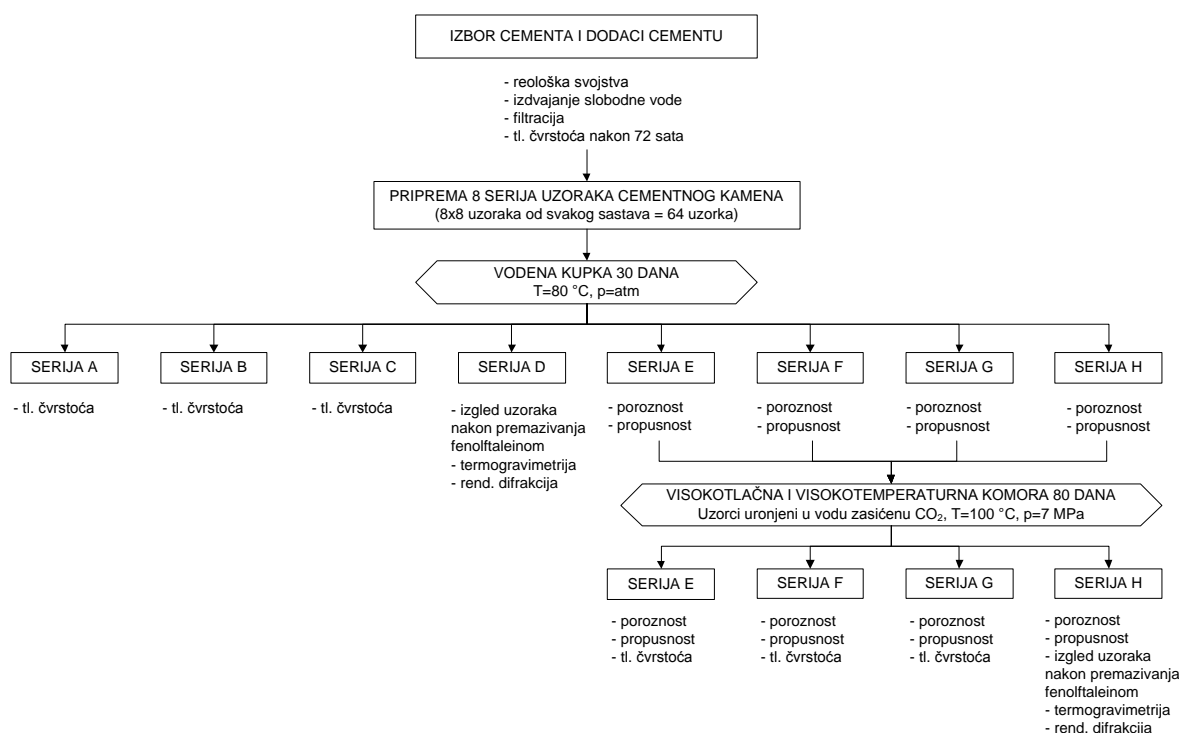 IZBOR CEMENTA I DODACI CEMENTU
- reološka svojstva
- izdvajanje slobodne vode
- filtracija
- tl. čvrstoća nakon 72 sata
PRIPREMA 8 SERIJA UZORAKA CEMENTNOG KAMENA
(8x8 uzoraka od svakog sastava = 64 uzorka)
VODENA KUPKA 30 DANA
T=80 °C, p=atm
SERIJA A
- tl. čvrstoća
SERIJA B
- tl. čvrstoća
SERIJA C
- tl. čvrstoća
SERIJA D
- izgled uzoraka
nakon premazivanja
fenolftaleinom
- termogravimetrija
- rend. difrakcija
SERIJA E
- poroznost
- propusnost
SERIJA F
- poroznost
- propusnost
SERIJA G
- poroznost
- propusnost
SERIJA H
- poroznost
- propusnost
VISOKOTLAČNA I VISOKOTEMPERATURNA KOMORA 80 DANA
Uzorci uronjeni u vodu zasićenu CO₂, T=100 °C, p=7 MPa
SERIJA E
- poroznost
- propusnost
- tl. čvrstoća
SERIJA F
- poroznost
- propusnost
- tl. čvrstoća
SERIJA G
- poroznost
- propusnost
- tl. čvrstoća
SERIJA H
- poroznost
- propusnost
- izgled uzoraka
nakon premazivanja
fenolftaleinom
- termogravimetrija
- rend. difrakcija